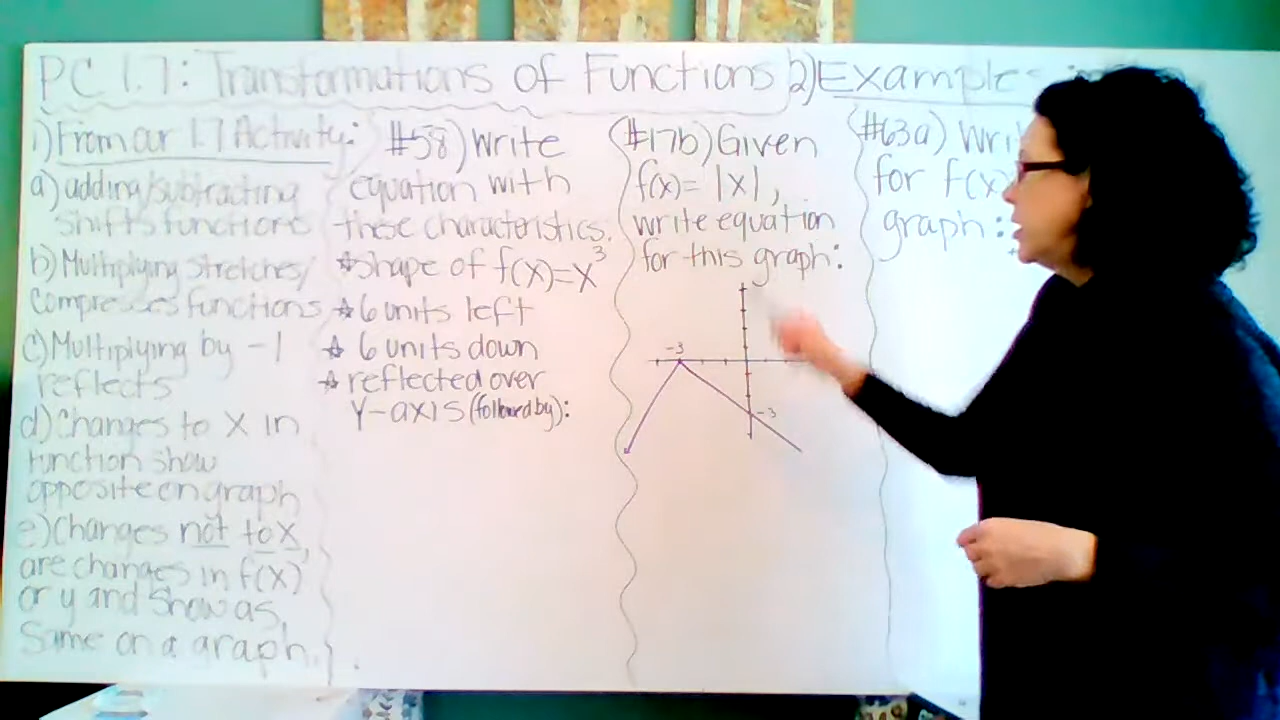 PC 1.7: Transformations of Functions
1) From our 1.7 Activity:
a) adding/subtracting
shifts functions
b) Multiplying stretches/
compresses functions
c) Multiplying by -1
reflects
d) Changes to x in
function show
opposite on graph
e) Changes not to x,
are changes in f(x)
or y and show as
same on a graph.
2) Examples
#58) Write
equation with
these characteristics.
☆shape of f(x)=x³
☆ 6 units left
☆ 6 units down
☆ reflected over
y-axis (followed by):
#17b) Given
f(x)= |x|,
write equation
for this graph:
-3
-3
#63a)
for
graph: